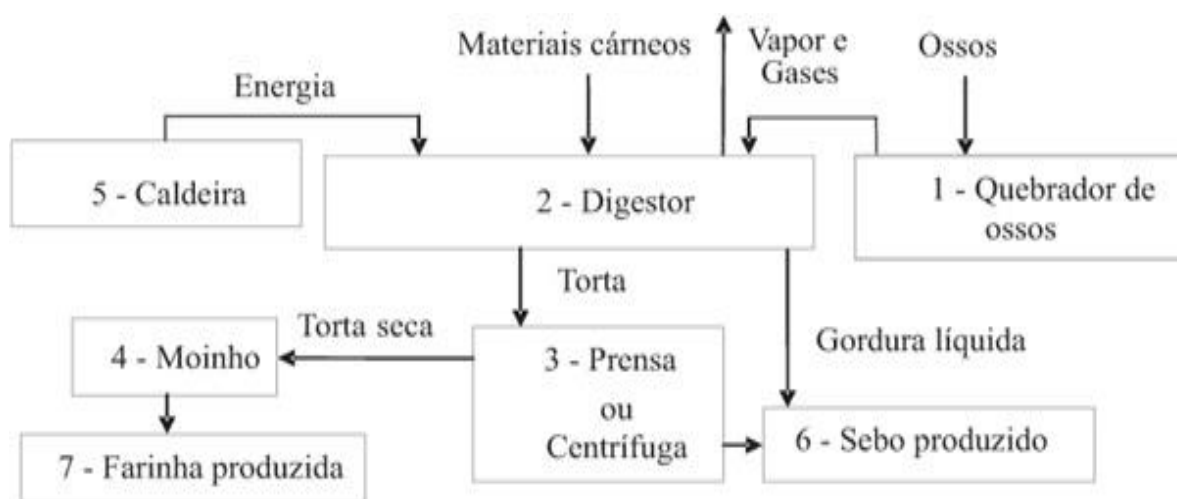 Materiais cárneos
Vapor e
Gases
Ossos
Energia
5 - Caldeira
2 - Digestor
1 - Quebrador de
ossos
Torta
Torta seca
Gordura líquida
4 - Moinho
3 - Prensa
ou
Centrífuga
6 - Sebo produzido
7 - Farinha produzida